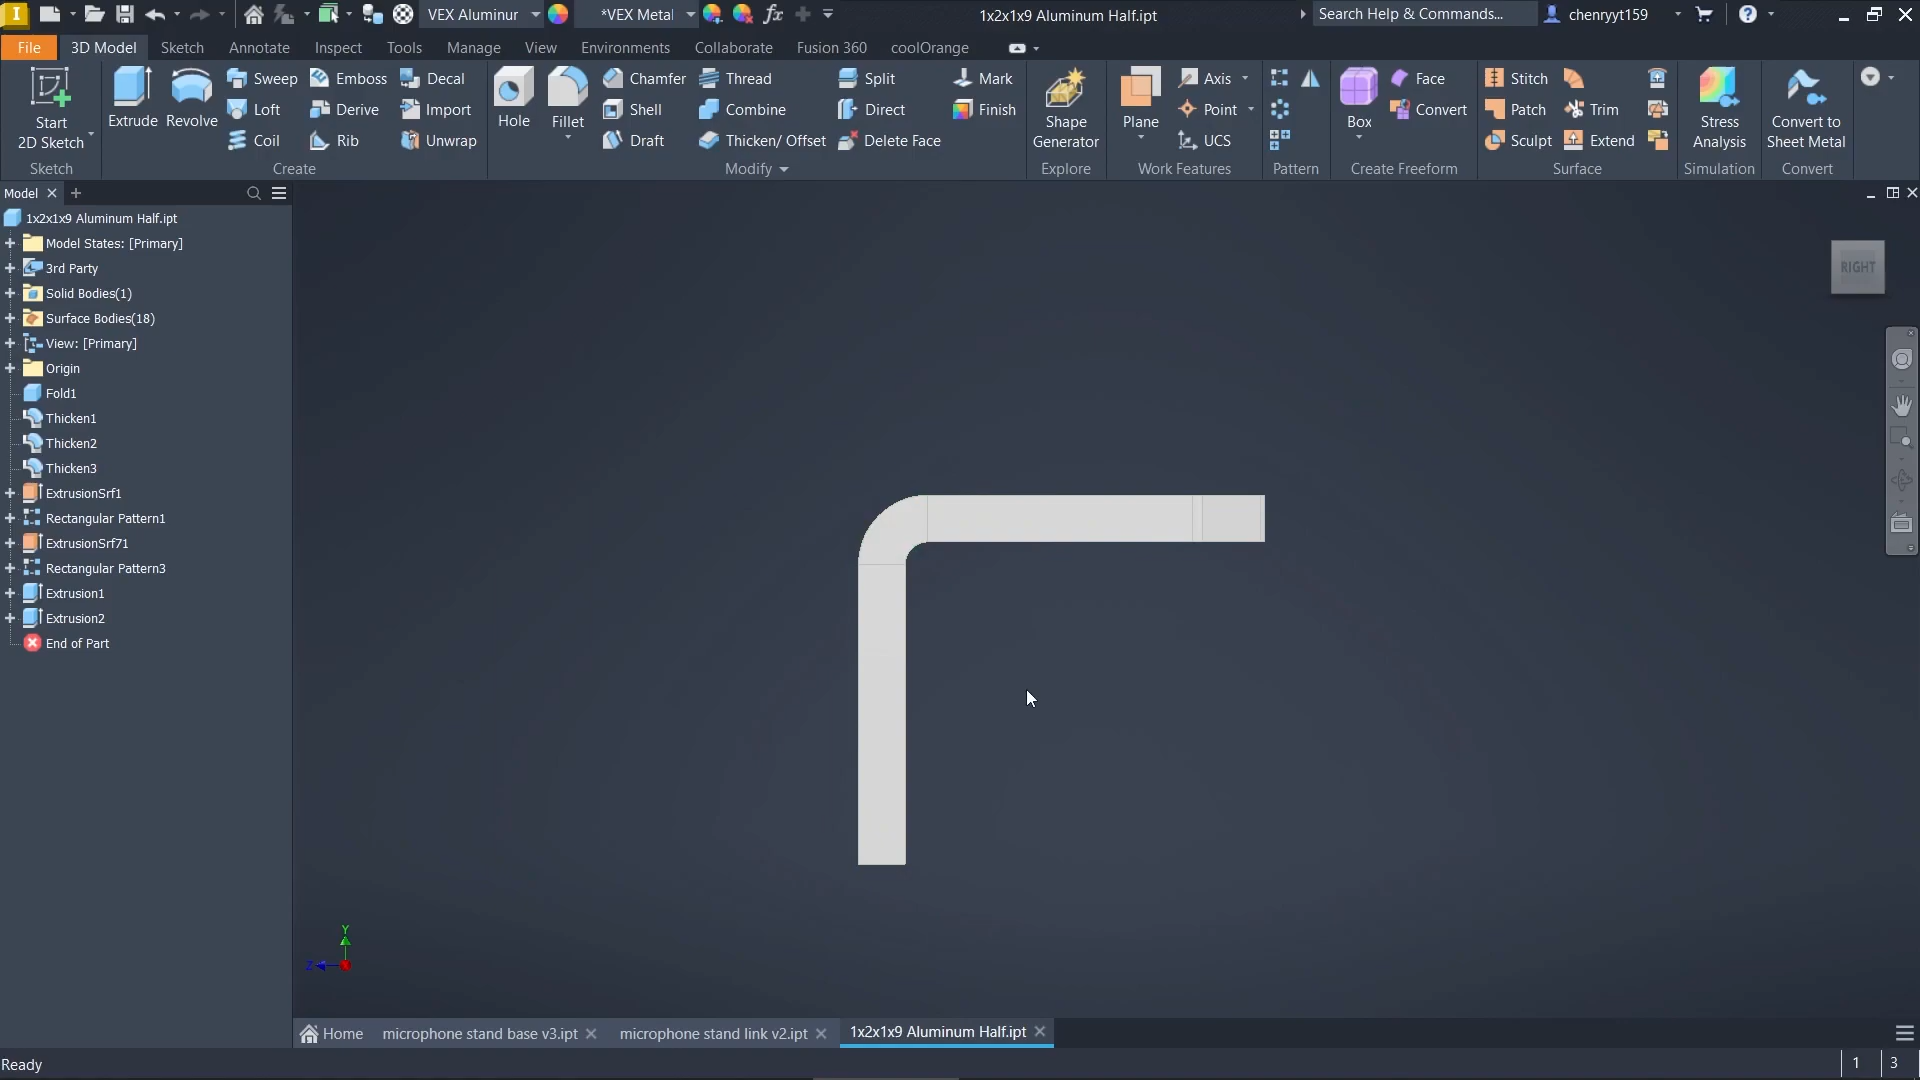 I VEX Aluminur *VEX Metal fx 1x2x1x9 Aluminum Half.ipt Search Help & Commands... chenryyt159 ?
File 3D Model Sketch Annotate Inspect Tools Manage View Environments Collaborate Fusion 360 coolOrange
Start
2D Sketch
Extrude
Revolve
Sweep Emboss Decal
Loft Derive Import
Coil Rib Unwrap
Hole
Fillet
Chamfer Thread Split Mark
Shell Combine Direct Finish
Draft Thicken/ Offset Delete Face
Shape
Generator
Plane
Axis
Point
UCS
Box
Face
Convert
Stitch
Patch Trim
Sculpt Extend
Stress
Analysis
Convert to
Sheet Metal
Sketch Create Modify Explore Work Features Pattern Create Freeform Surface Simulation Convert
Model
1x2x1x9 Aluminum Half.ipt
Model States: [Primary]
3rd Party
Solid Bodies(1)
Surface Bodies(18)
View: [Primary]
Origin
Fold1
Thicken1
Thicken2
Thicken3
ExtrusionSrf1
Rectangular Pattern1
ExtrusionSrf71
Rectangular Pattern3
Extrusion1
Extrusion2
End of Part
RIGHT
Y
Z
Home microphone stand base v3.ipt microphone stand link v2.ipt 1x2x1x9 Aluminum Half.ipt
Ready 1 3